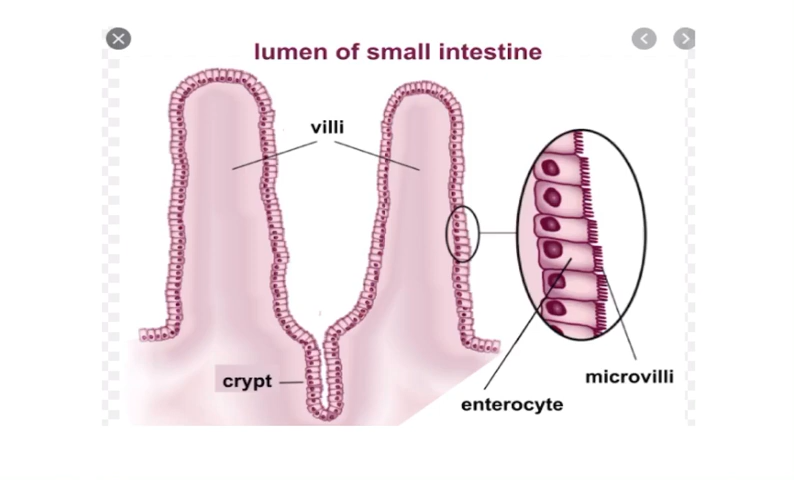 lumen of small intestine
villi
crypt
microvilli
enterocyte